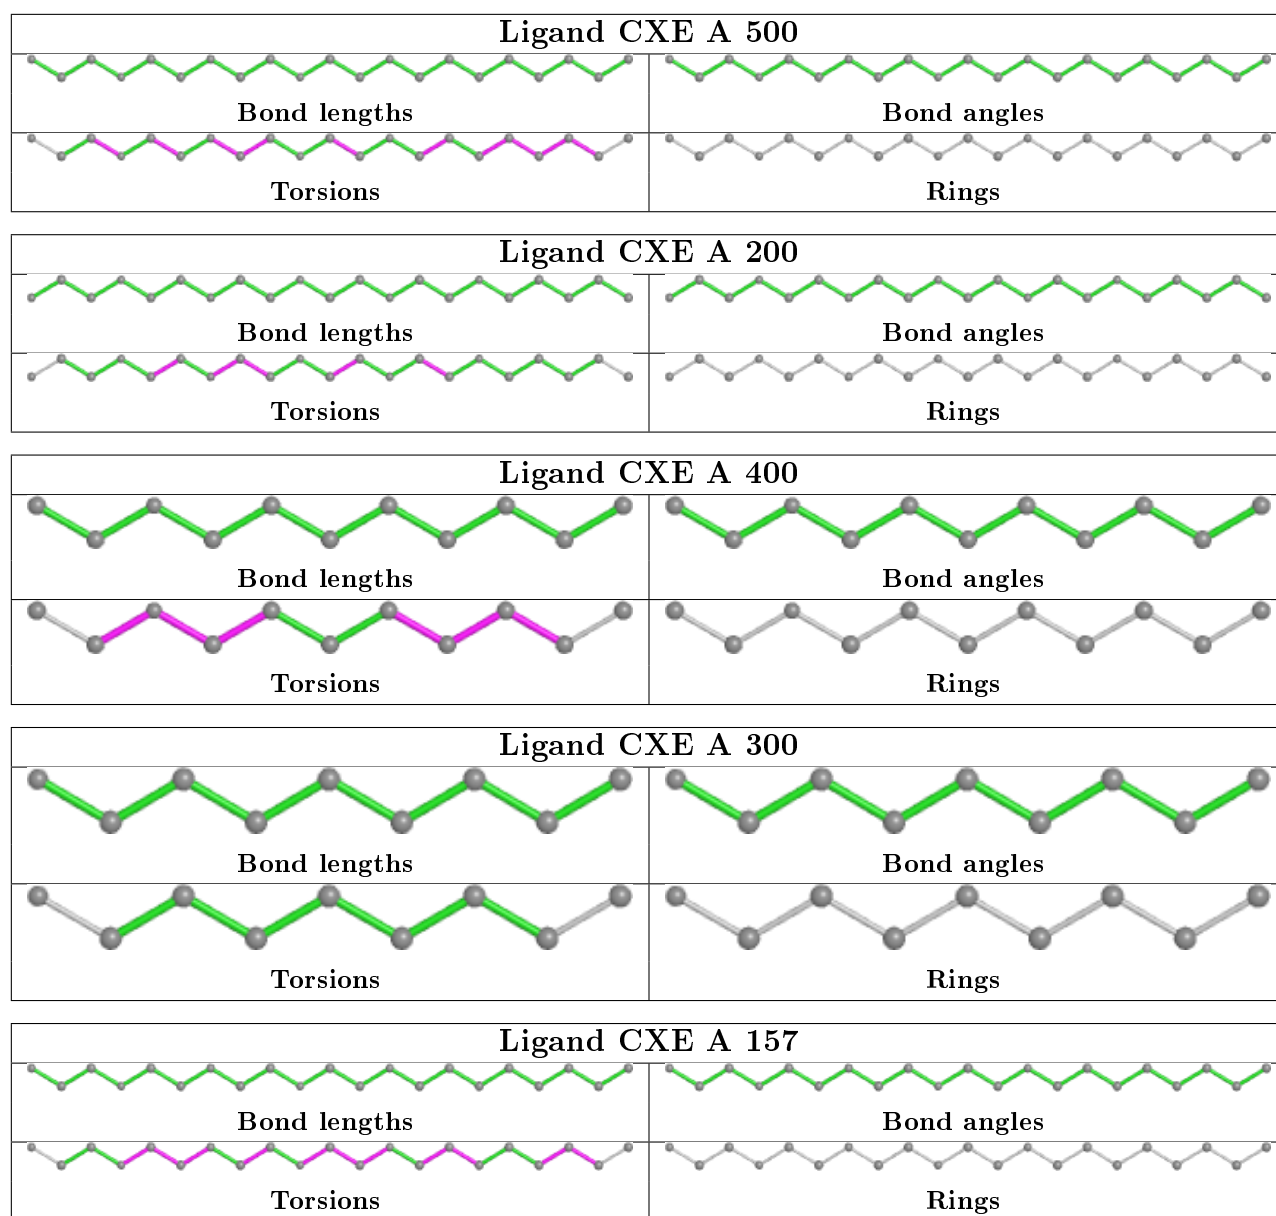 Ligand CXE A 500
Bond lengths
Bond angles
Torsions
Rings
Ligand CXE A 200
Bond lengths
Bond angles
Torsions
Rings
Ligand CXE A 400
Bond lengths
Bond angles
Torsions
Rings
Ligand CXE A 300
Bond lengths
Bond angles
Torsions
Rings
Ligand CXE A 157
Bond lengths
Bond angles
Torsions
Rings